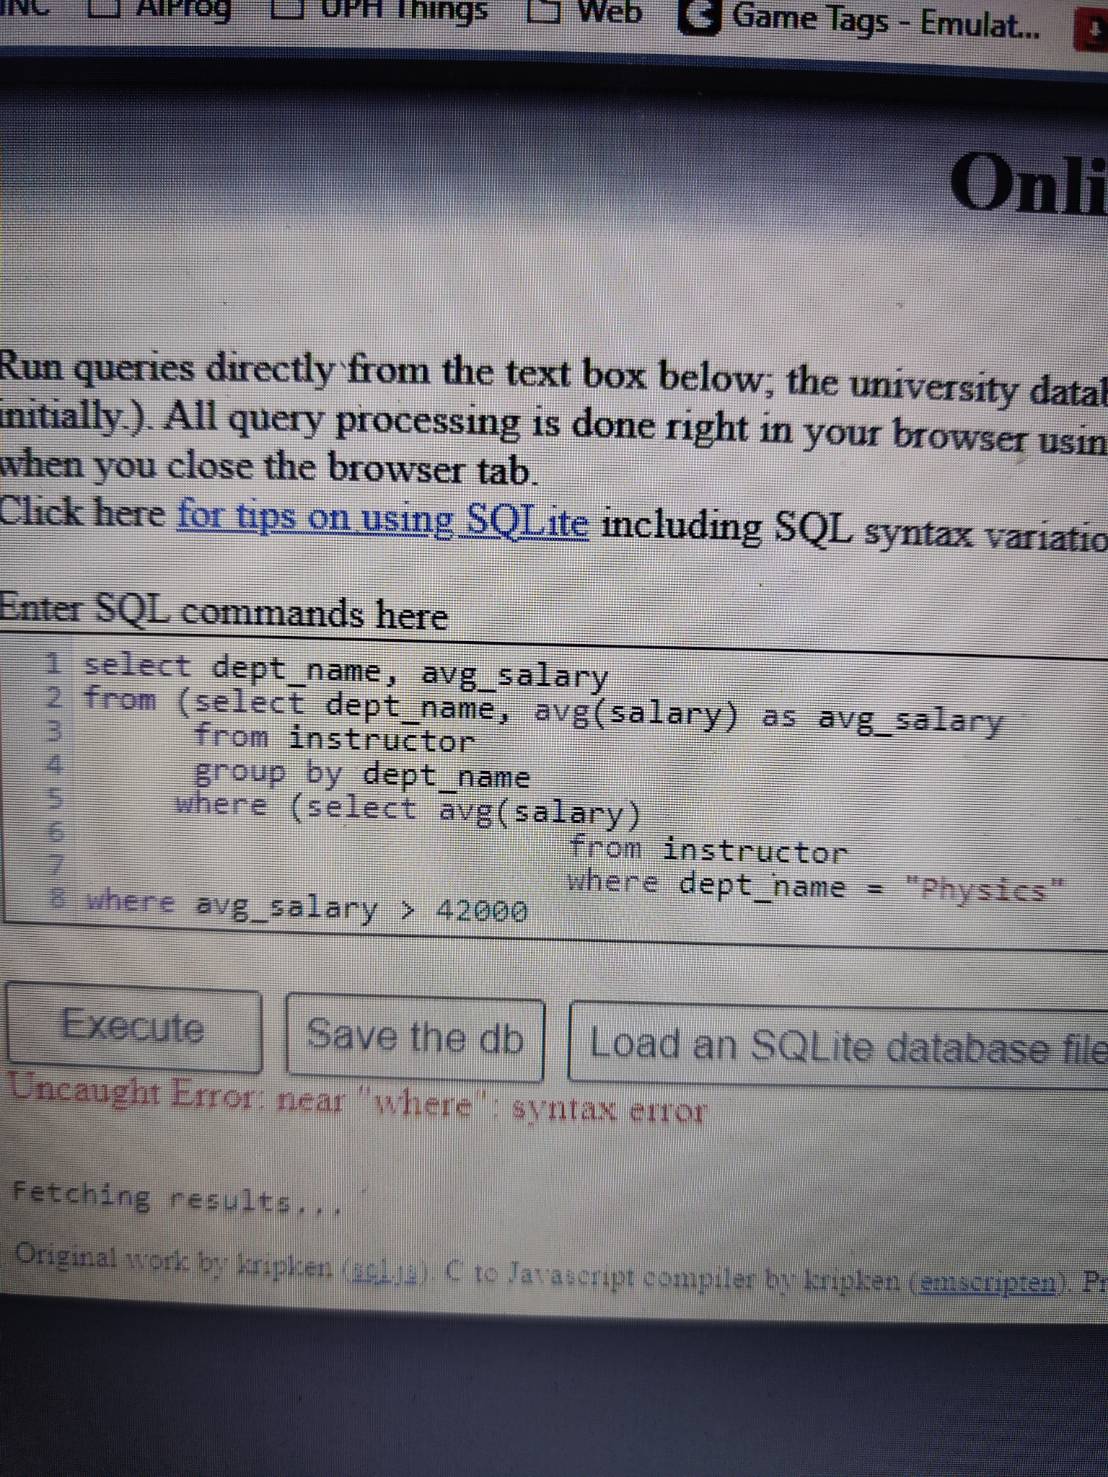 INC AIProg UPH Things Web Game Tags - Emulat...
Onli
Run queries directly from the text box below; the university datab
initially.). All query processing is done right in your browser usin
when you close the browser tab.
Click here for tips on using SQLite including SQL syntax variatio
Enter SQL commands here
1 select dept_name, avg_salary
2 from (select dept_name, avg(salary) as avg_salary
3 from instructor
4 group by dept_name
5 where (select avg(salary)
6 from instructor
7 where dept_name = "Physics"
8 where avg_salary > 42000
Execute Save the db Load an SQLite database file
Uncaught Error: near "where": syntax error
Fetching results...
Original work by kripken (sql.js). C to Javascript compiler by kripken (emscripten). Pr